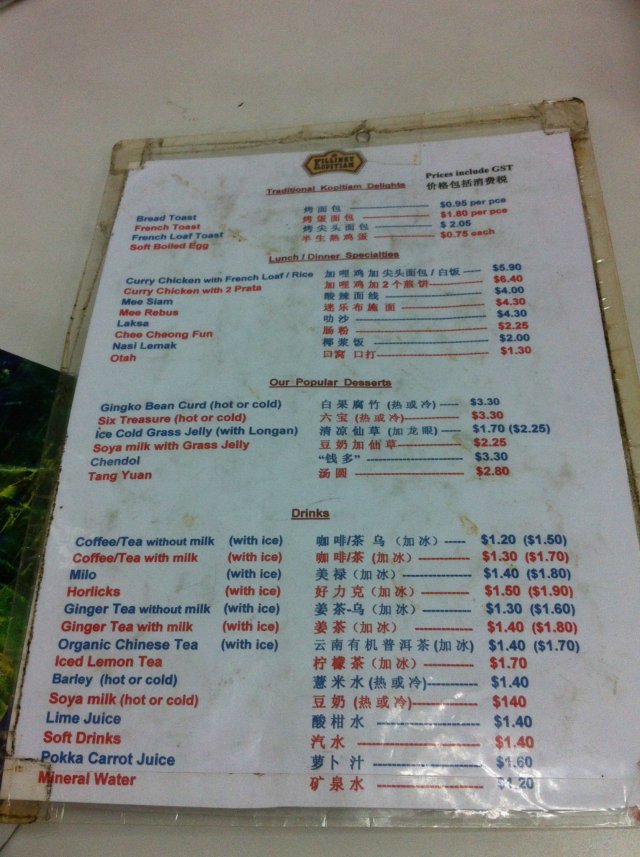 KILLINEY
KOPITIAM
Prices include GST
价格包括消费税
Traditional Kopitiam Delights
Bread Toast 烤面包 $0.95 per pce
French Toast 烤蛋面包 $1.80 per pce
French Loaf Toast 烤尖头面包 $ 2.05
Soft Boiled Egg 半生熟鸡蛋 $0.75 each
Lunch / Dinner Specialties
Curry Chicken with French Loaf / Rice 加哩鸡加尖头面包 / 白饭 ---- $5.90
Curry Chicken with 2 Prata 加哩鸡加2个煎饼 $6.40
Mee Siam 酸辣面线 $4.00
Mee Rebus 迷乐布施面 $4.30
Laksa 叻沙 $4.30
Chee Cheong Fun 肠粉 $2.25
Nasi Lemak 椰浆饭 $2.00
Otah 口窝口打 $1.30
Our Popular Desserts
Gingko Bean Curd (hot or cold) 白果腐竹 (热或冷) ---- $3.30
Six Treasure (hot or cold) 六宝 (热或冷) $3.30
Ice Cold Grass Jelly (with Longan) 清凉仙草 (加龙眼) --- $1.70 ($2.25)
Soya milk with Grass Jelly 豆奶加仙草 $2.25
Chendol “钱多” $3.30
Tang Yuan 汤圆 $2.80
Drinks
Coffee/Tea without milk (with ice) 咖啡/茶 乌（加冰）---- $1.20 ($1.50)
Coffee/Tea with milk (with ice) 咖啡/茶 (加冰) $1.30 ($1.70)
Milo (with ice) 美禄（加冰） $1.40 ($1.80)
Horlicks (with ice) 好力克（加冰） $1.50 ($1.90)
Ginger Tea without milk (with ice) 姜茶-乌（加冰） $1.30 ($1.60)
Ginger Tea with milk (with ice) 姜茶（加冰） $1.40 ($1.80)
Organic Chinese Tea (with ice) 云南有机普洱茶 (加冰) $1.40 ($1.70)
Iced Lemon Tea 柠檬茶（加冰） $1.70
Barley (hot or cold) 薏米水 (热或冷) $1.40
Soya milk (hot or cold) 豆奶 (热或冷) $140
Lime Juice 酸柑水 $1.40
Soft Drinks 汽水 $1.40
Pokka Carrot Juice 萝卜汁 $1.60
Mineral Water 矿泉水 $1.20